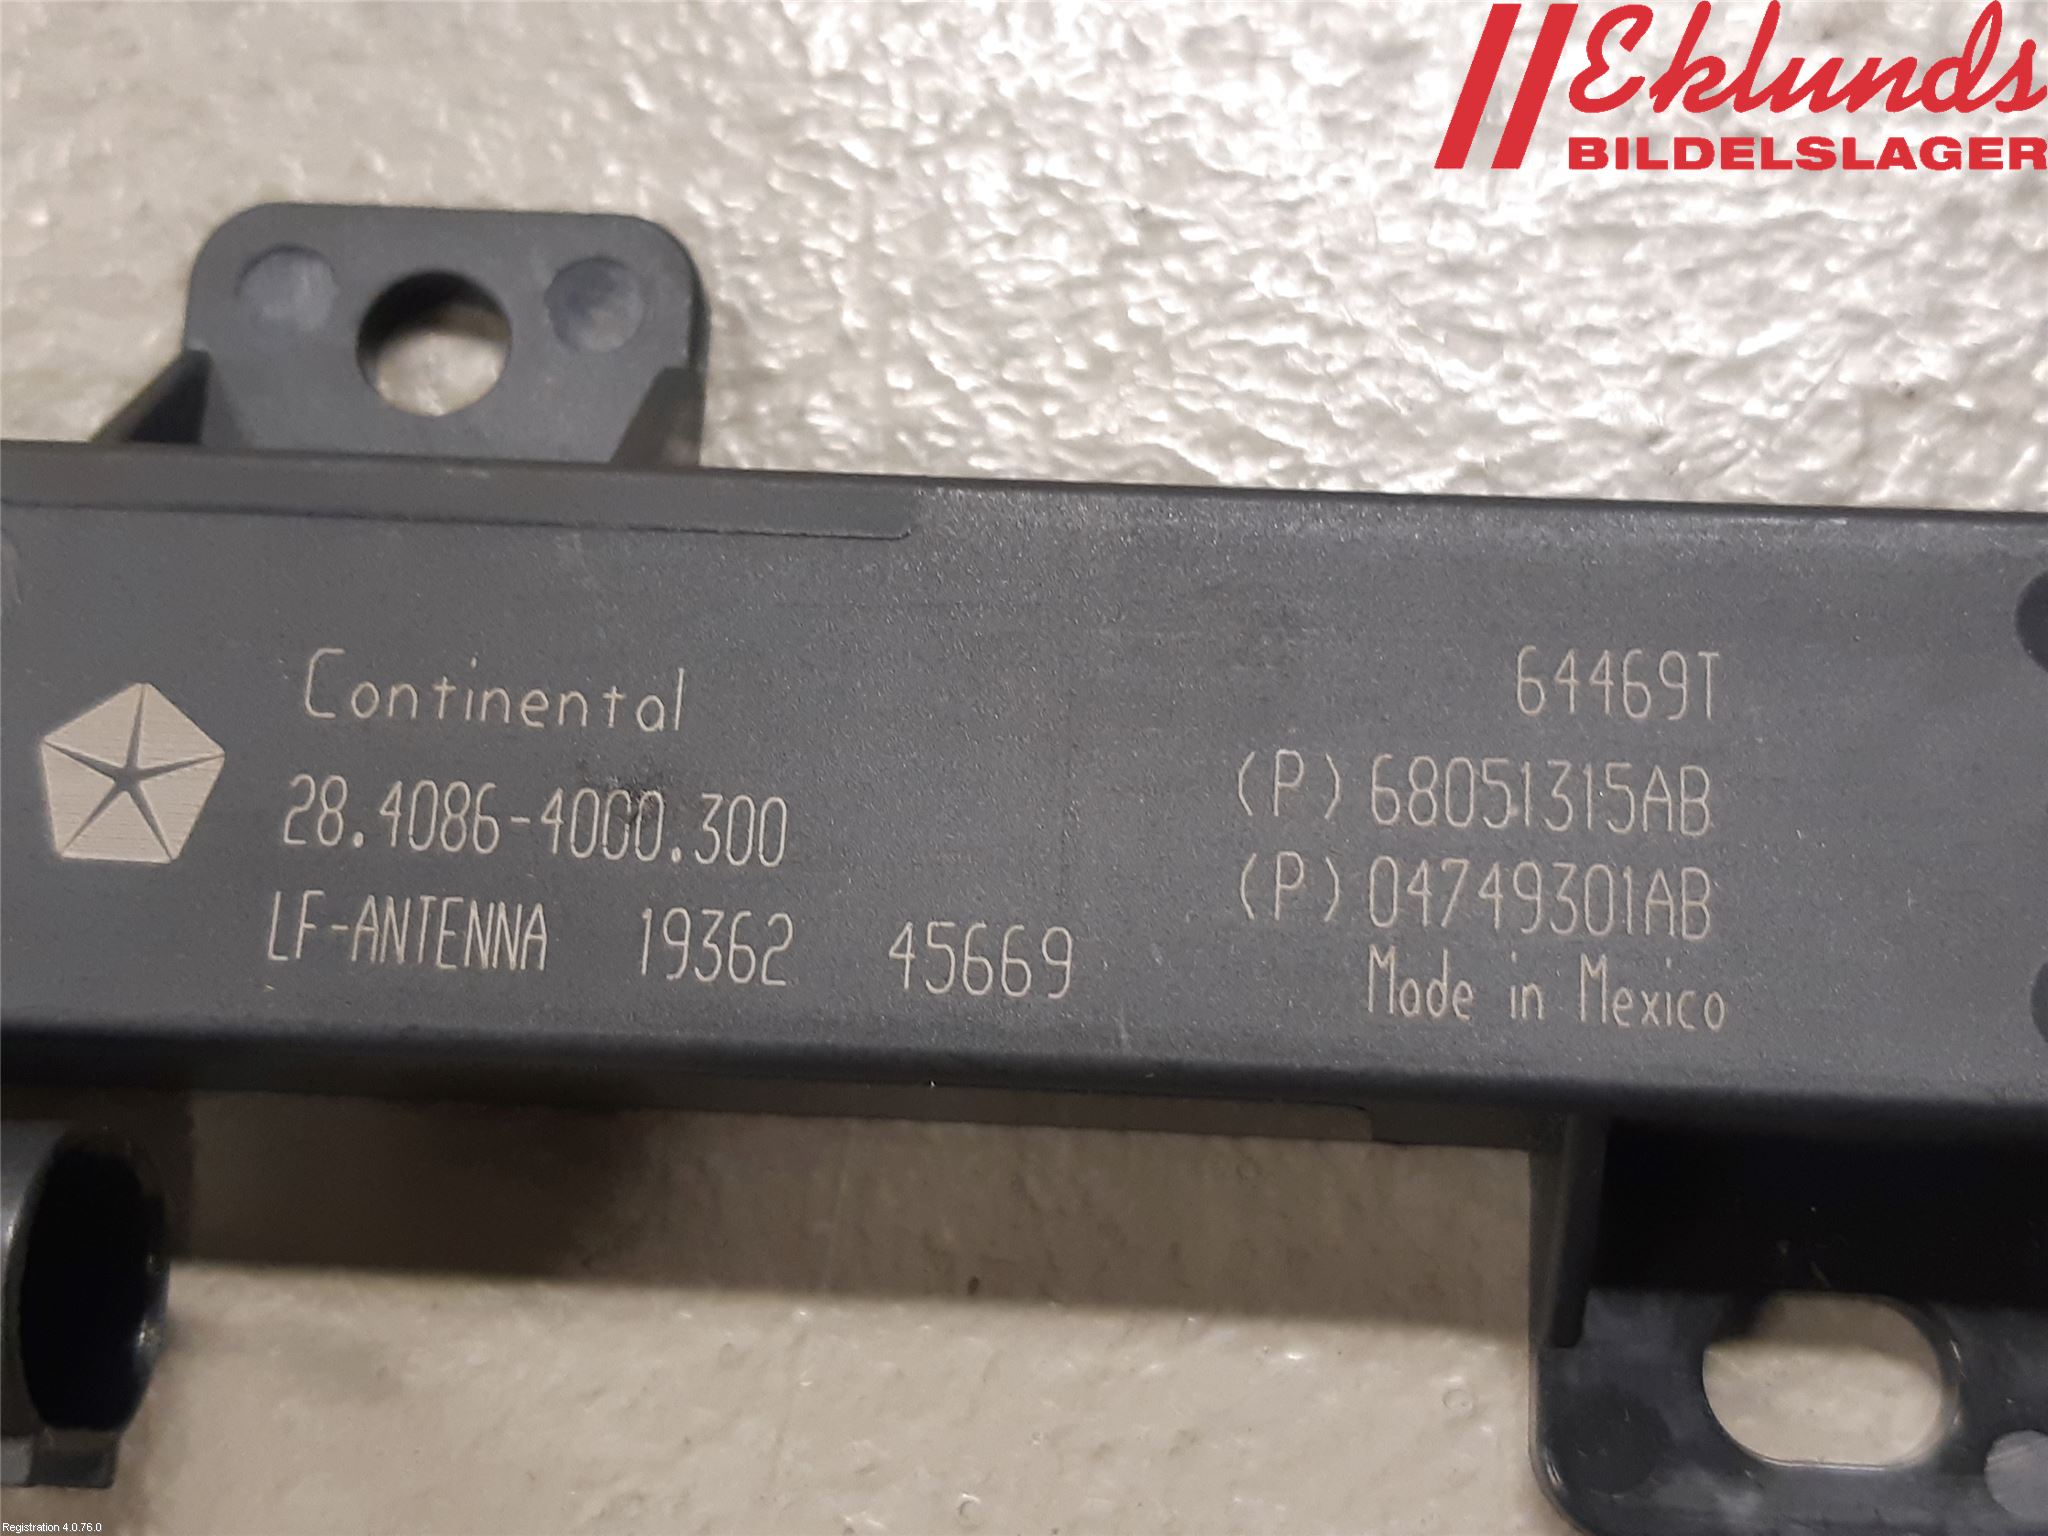 Eklunds
BILDELSLAGER
Continental
28.4086-4000.300
LF-ANTENNA 19362 45669
64469T
(P)68051315AB
(P)04749301AB
Made in Mexico
Registration 4.0.76.0